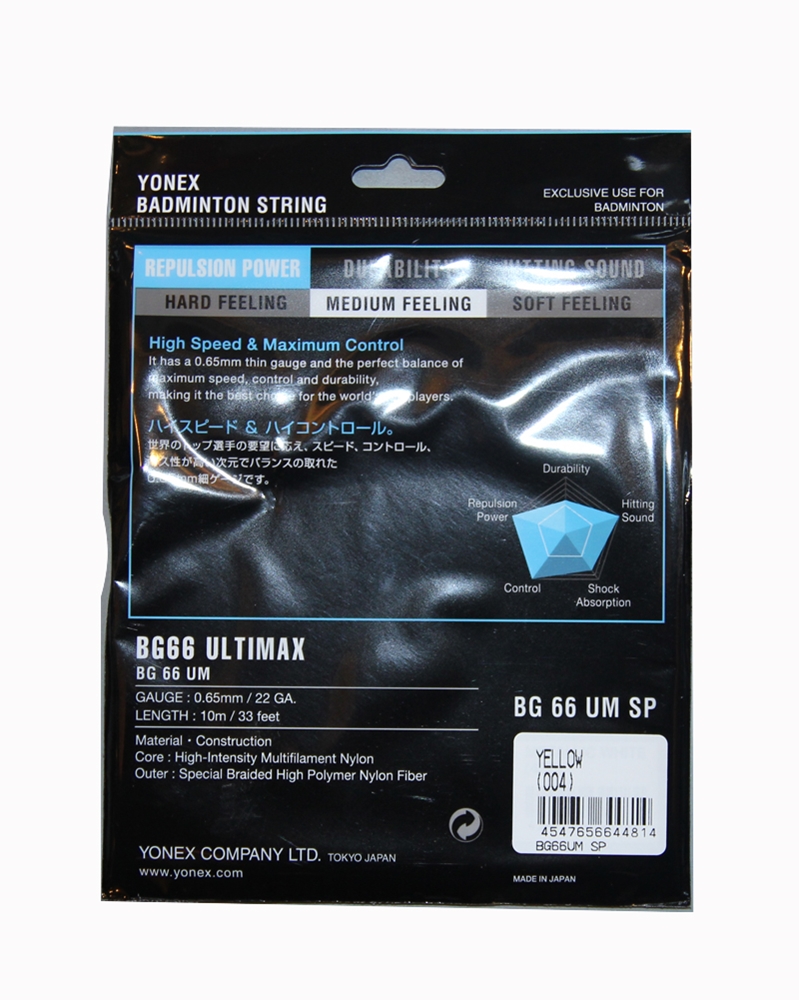 YONEX
BADMINTON STRING
EXCLUSIVE USE FOR
BADMINTON
REPULSION POWER DURABILITY HITTING SOUND
HARD FEELING MEDIUM FEELING SOFT FEELING
High Speed & Maximum Control
It has a 0.65mm thin gauge and the perfect balance of
maximum speed, control and durability,
making it the best choice for the world's players.
ハイスピード & ハイコントロール。
世界のトップ選手の要望に応え、スピード、コントロール、
耐久性が高い次元でバランスの取れた
0.65mm細ゲージです。
Durability
Repulsion
Power
Hitting
Sound
Control
Shock
Absorption
BG66 ULTIMAX
BG 66 UM
GAUGE : 0.65mm / 22 GA.
LENGTH : 10m / 33 feet
BG 66 UM SP
Material・Construction
Core : High-Intensity Multifilament Nylon
Outer : Special Braided High Polymer Nylon Fiber
YELLOW
(004)
4547656644814
BG66UM SP
YONEX COMPANY LTD. TOKYO JAPAN
www.yonex.com
MADE IN JAPAN